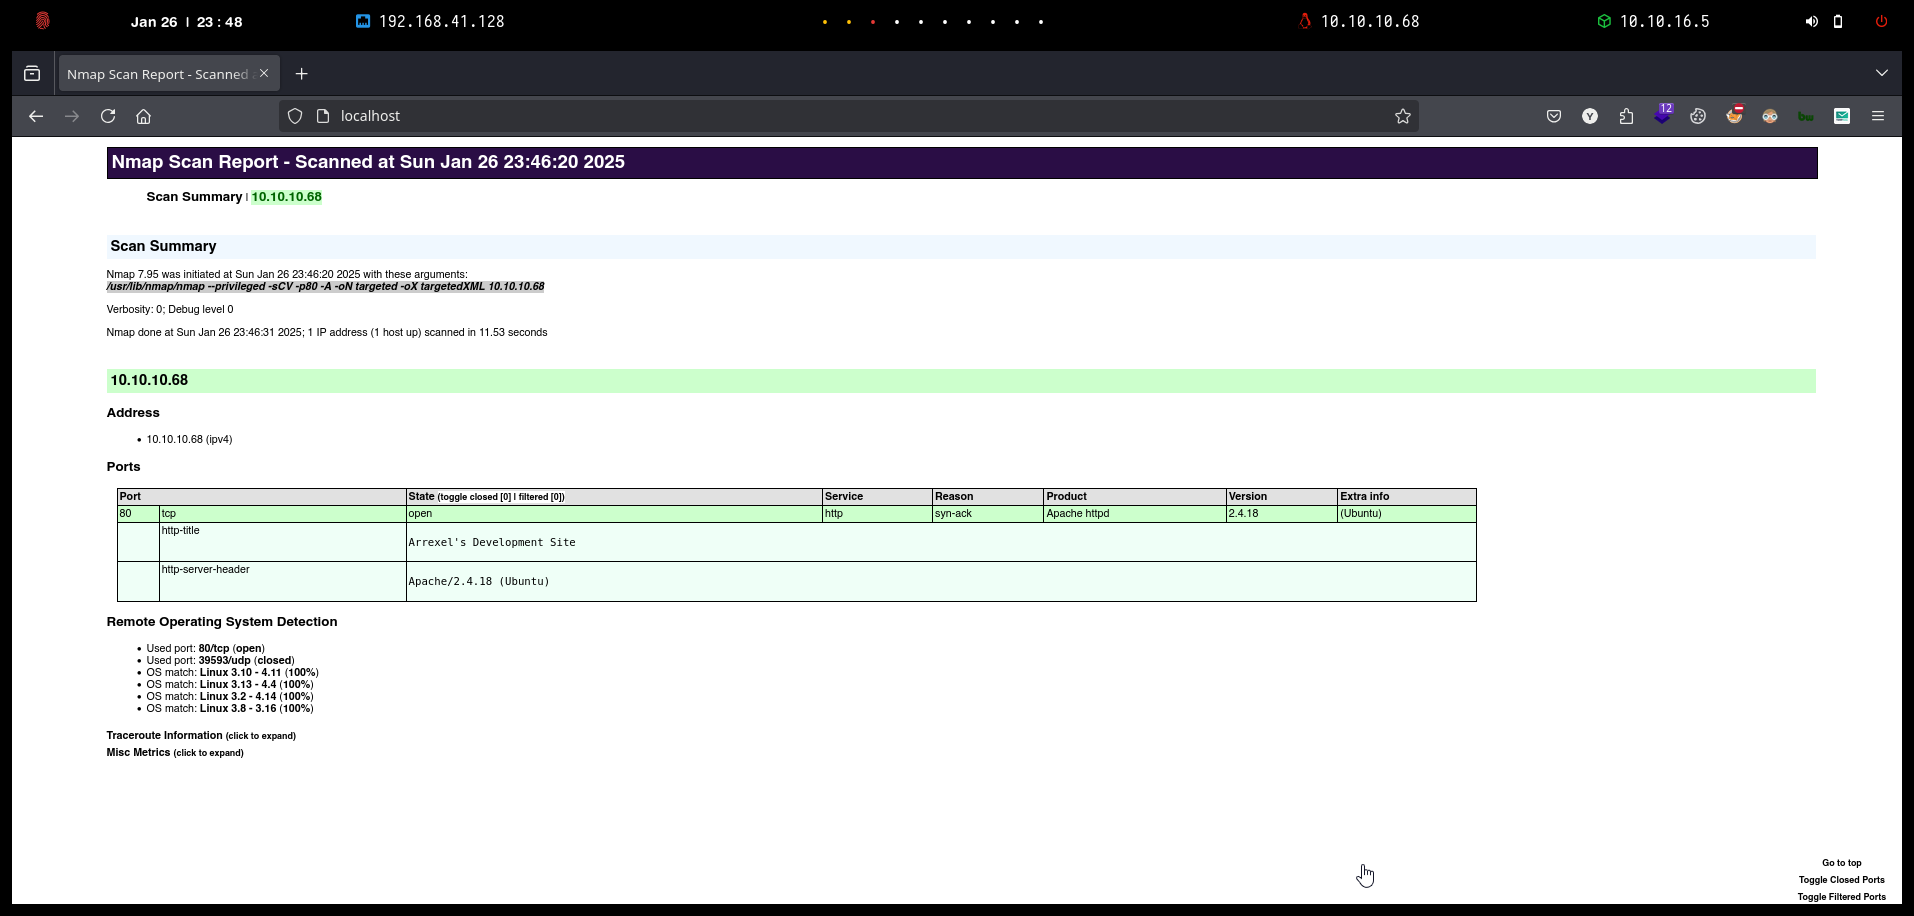 Jan 26 | 23 : 48 192.168.41.128 10.10.10.68 10.10.16.5
Nmap Scan Report - Scanned
localhost
Y
12
bw
Nmap Scan Report - Scanned at Sun Jan 26 23:46:20 2025
Scan Summary | 10.10.10.68
Scan Summary
Nmap 7.95 was initiated at Sun Jan 26 23:46:20 2025 with these arguments:
/usr/lib/nmap/nmap --privileged -sCV -p80 -A -oN targeted -oX targetedXML 10.10.10.68
Verbosity: 0; Debug level 0
Nmap done at Sun Jan 26 23:46:31 2025; 1 IP address (1 host up) scanned in 11.53 seconds
10.10.10.68
Address
• 10.10.10.68 (ipv4)
Ports
Port State (toggle closed [0] | filtered [0]) Service Reason Product Version Extra info
80 tcp open http syn-ack Apache httpd 2.4.18 (Ubuntu)
http-title
Arrexel's Development Site
http-server-header
Apache/2.4.18 (Ubuntu)
Remote Operating System Detection
• Used port: 80/tcp (open)
• Used port: 39593/udp (closed)
• OS match: Linux 3.10 - 4.11 (100%)
• OS match: Linux 3.13 - 4.4 (100%)
• OS match: Linux 3.2 - 4.14 (100%)
• OS match: Linux 3.8 - 3.16 (100%)
Traceroute Information (click to expand)
Misc Metrics (click to expand)
Go to top
Toggle Closed Ports
Toggle Filtered Ports